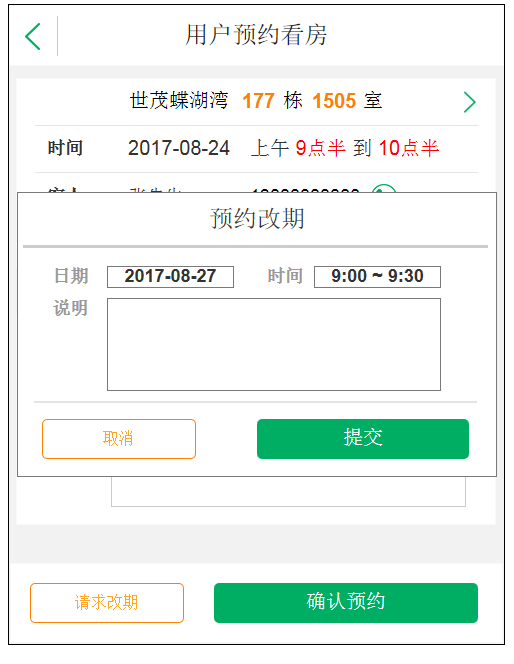 用户预约看房
世茂蝶湖湾 177 栋 1505 室
时间 2017-08-24 上午 9点半 到 10点半
预约改期
日期 2017-08-27 时间 9:00 ~ 9:30
说明
取消 提交
请求改期 确认预约